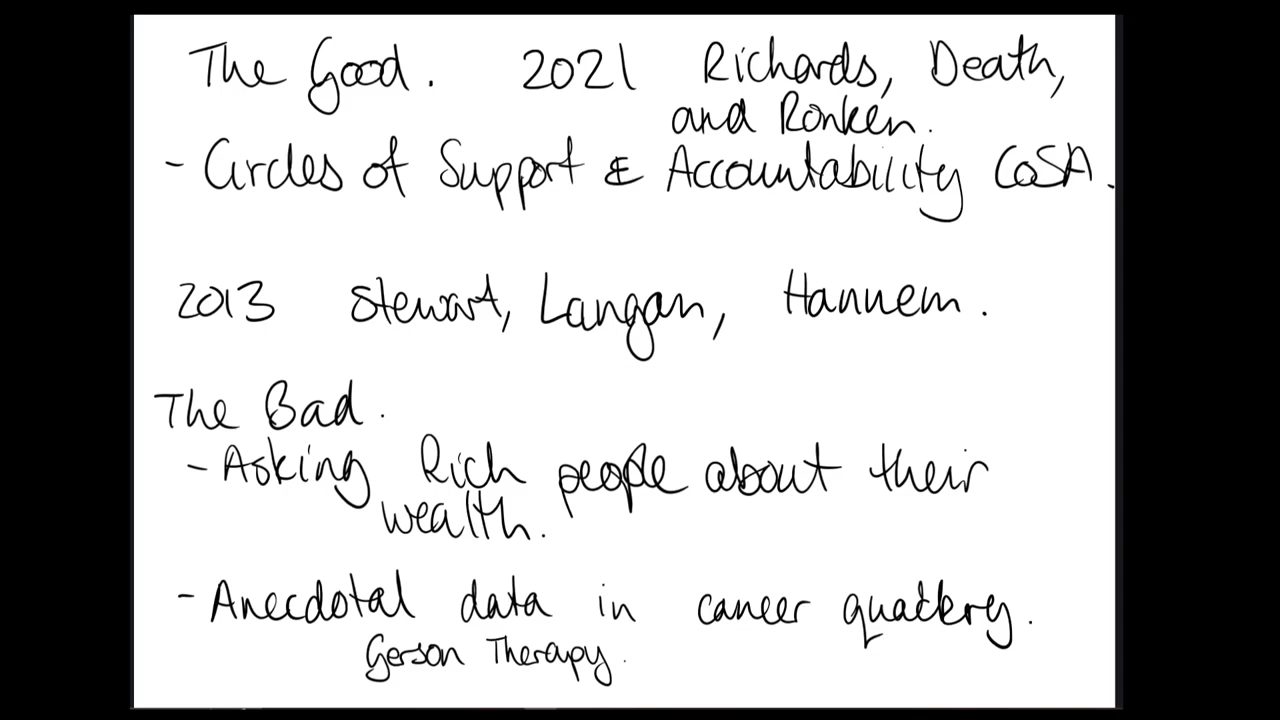 The Good. 2021 Richards, Death,
and Ronken.
- Circles of Support & Accountability CoSA.
2013 Stewart, Langan, Hannem.
The Bad.
- Asking Rich people about their
wealth.
- Anecdotal data in cancer quackery.
Gerson Therapy.